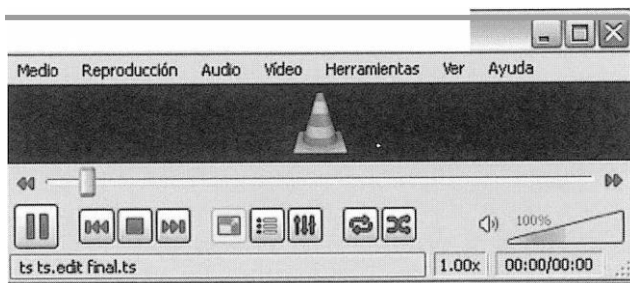 Medio Reproducción Audio Vídeo Herramientas Ver Ayuda
100%
ts ts.edit final.ts 1.00x 00:00/00:00